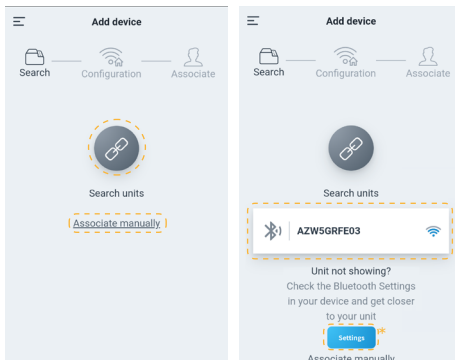 Add device
Search
Configuration
Associate
Search units
Associate manually
Add device
Search
Configuration
Associate
Search units
AZW5GRFE03
Unit not showing?
Check the Bluetooth Settings
in your device and get closer
to your unit
Settings
Associate manually